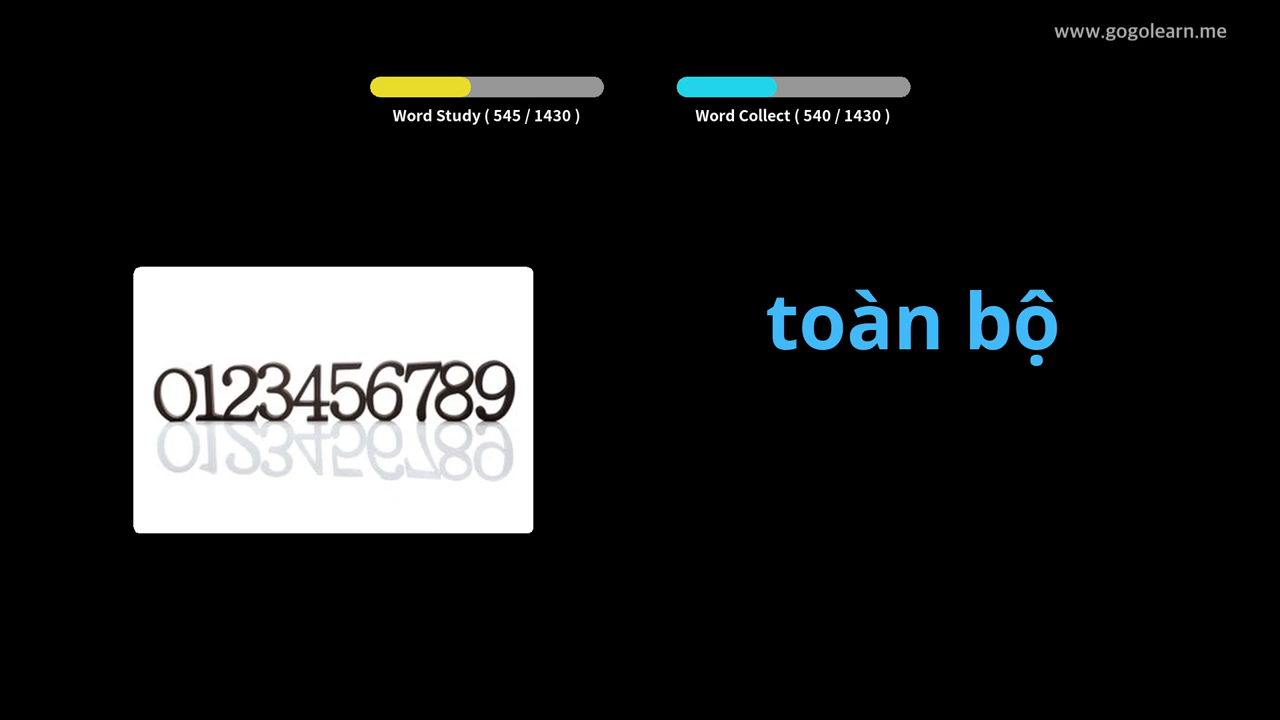 www.gogolearn.me
Word Study ( 545 / 1430 )
Word Collect ( 540 / 1430 )
toàn bộ
0123456789